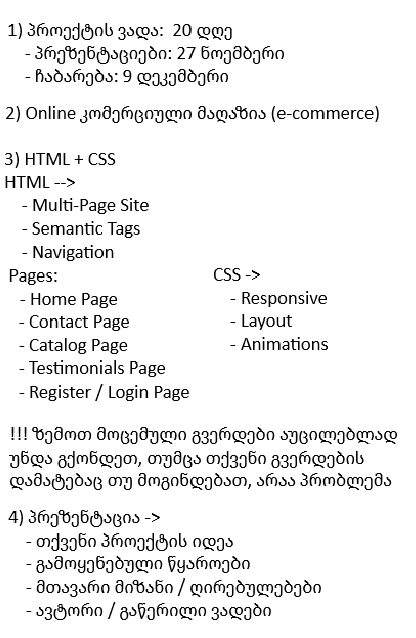 1) პროექტის ვადა: 20 დღე
- პრეზენტაციები: 27 ნოემბერი
- ჩაბარება: 9 დეკემბერი
2) Online კომერციული მაღაზია (e-commerce)
3) HTML + CSS
HTML -->
- Multi-Page Site
- Semantic Tags
- Navigation
Pages:
- Home Page
- Contact Page
- Catalog Page
- Testimonials Page
- Register / Login Page
CSS ->
- Responsive
- Layout
- Animations
!!! ზემოთ მოცემული გვერდები აუცილებლად
უნდა გქონდეთ, თუმცა თქვენი გვერდების
დამატებაც თუ მოგინდებათ, არაა პრობლემა
4) პრეზენტაცია ->
- თქვენი პროექტის იდეა
- გამოყენებული წყაროები
- მთავარი მიზანი / ღირებულებები
- ავტორი / გაწერილი ვადები